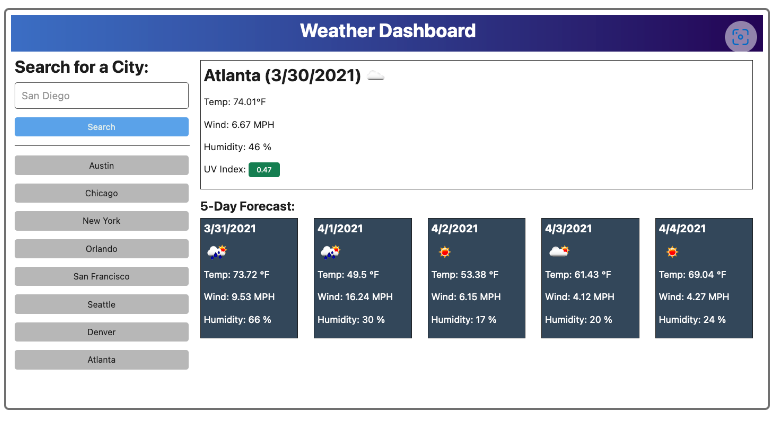 Weather Dashboard
Search for a City:
San Diego
Search
Austin
Chicago
New York
Orlando
San Francisco
Seattle
Denver
Atlanta
Atlanta (3/30/2021)
Temp: 74.01°F
Wind: 6.67 MPH
Humidity: 46 %
UV Index: 0.47
5-Day Forecast:
3/31/2021
Temp: 73.72 °F
Wind: 9.53 MPH
Humidity: 66 %
4/1/2021
Temp: 49.5 °F
Wind: 16.24 MPH
Humidity: 30 %
4/2/2021
Temp: 53.38 °F
Wind: 6.15 MPH
Humidity: 17 %
4/3/2021
Temp: 61.43 °F
Wind: 4.12 MPH
Humidity: 20 %
4/4/2021
Temp: 69.04 °F
Wind: 4.27 MPH
Humidity: 24 %